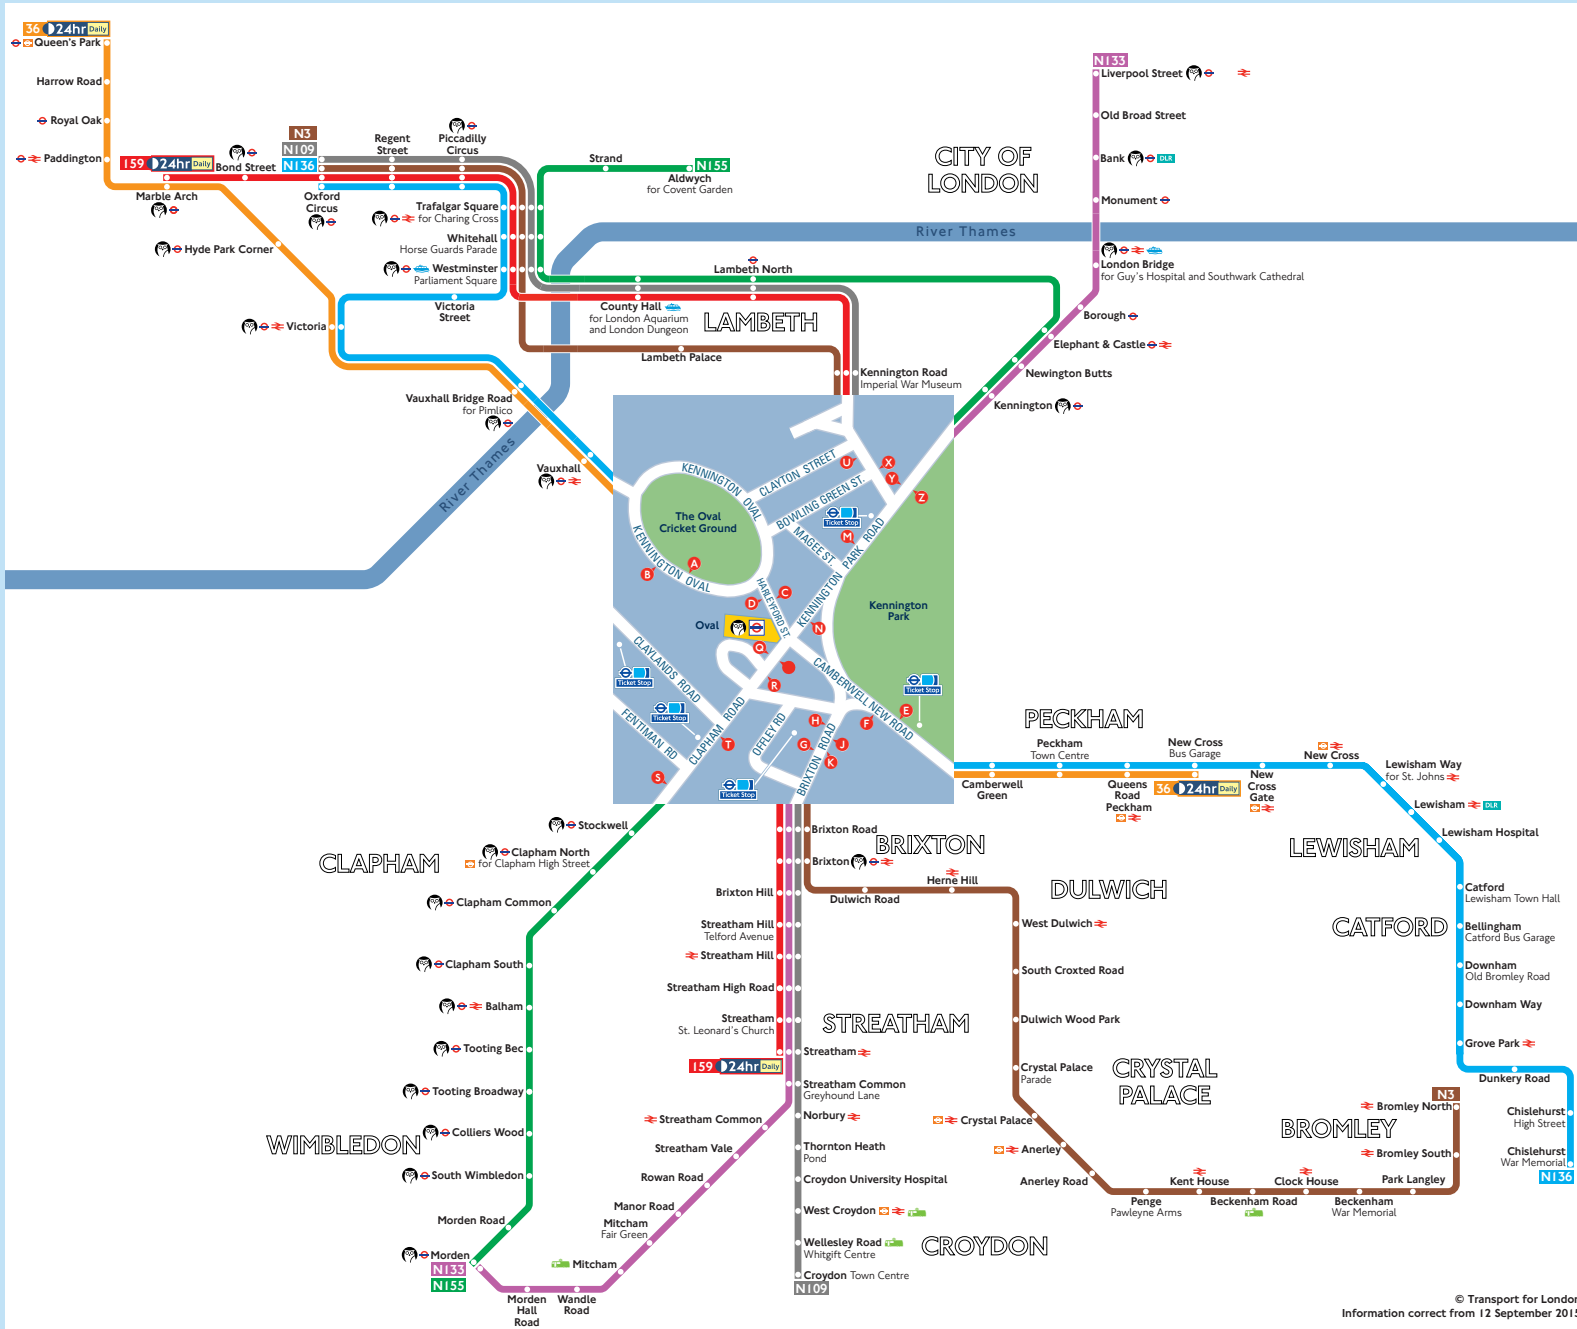 36 24hr Daily
Queen's Park
Harrow Road
Royal Oak
Paddington
159 24hr Daily
Marble Arch
Bond Street
Hyde Park Corner
N3
N109
N136
Oxford
Circus
Regent
Street
Piccadilly
Circus
Trafalgar Square
for Charing Cross
Whitehall
Horse Guards Parade
Westminster
Parliament Square
Victoria
Street
Victoria
Vauxhall Bridge Road
for Pimlico
Vauxhall
Strand
N155
Aldwych
for Covent Garden
Lambeth North
County Hall
for London Aquarium
and London Dungeon
LAMBETH
Lambeth Palace
Kennington Road
Imperial War Museum
CITY OF
LONDON
River Thames
River Thames
N133
Liverpool Street
Old Broad Street
Bank
DLR
Monument
London Bridge
for Guy's Hospital and Southwark Cathedral
Borough
Elephant & Castle
Newington Butts
Kennington
KENNINGTON OVAL
CLAYTON STREET
BOWLING GREEN ST.
MAGEE ST.
KENNINGTON PARK ROAD
The Oval
Cricket Ground
KENNINGTON OVAL
HARLEYFORD ST.
Kennington
Park
Oval
CLAYLANDS ROAD
FENTIMAN RD
CLAPHAM ROAD
OFFLEY RD
BRIXTON ROAD
CAMBERWELL NEW ROAD
Ticket Stop
Ticket Stop
Ticket Stop
Ticket Stop
Ticket Stop
U
X
Y
Z
M
A
B
C
D
N
Q
R
E
F
H
G
J
K
T
S
PECKHAM
Camberwell
Green
Peckham
Town Centre
Queens
Road
Peckham
New Cross
Bus Garage
36 24hr Daily
New
Cross
Gate
New Cross
Lewisham Way
for St. Johns
Lewisham
DLR
Lewisham Hospital
LEWISHAM
Catford
Lewisham Town Hall
CATFORD
Bellingham
Catford Bus Garage
Downham
Old Bromley Road
Downham Way
Grove Park
Dunkery Road
Chislehurst
High Street
Chislehurst
War Memorial
N136
Stockwell
Clapham North
for Clapham High Street
CLAPHAM
Clapham Common
Clapham South
Balham
Tooting Bec
Tooting Broadway
Colliers Wood
WIMBLEDON
South Wimbledon
Morden Road
Morden
N133
N155
Morden
Hall
Road
Wandle
Road
Mitcham
Mitcham
Fair Green
Manor Road
Rowan Road
Streatham Vale
Streatham Common
Brixton Road
Brixton
BRIXTON
Brixton Hill
Streatham Hill
Telford Avenue
Streatham Hill
Streatham High Road
Streatham
St. Leonard's Church
STREATHAM
Streatham
159 24hr Daily
Streatham Common
Greyhound Lane
Norbury
Thornton Heath
Pond
Croydon University Hospital
West Croydon
Wellesley Road
Whitgift Centre
CROYDON
Croydon Town Centre
N109
Dulwich Road
Herne Hill
DULWICH
West Dulwich
South Croxted Road
Dulwich Wood Park
Crystal Palace
Parade
CRYSTAL
PALACE
Crystal Palace
Anerley
Anerley Road
Penge
Pawleyne Arms
Kent House
Beckenham Road
Clock House
Beckenham
War Memorial
Park Langley
BROMLEY
Bromley South
Bromley North
N3
© Transport for London
Information correct from 12 September 2015